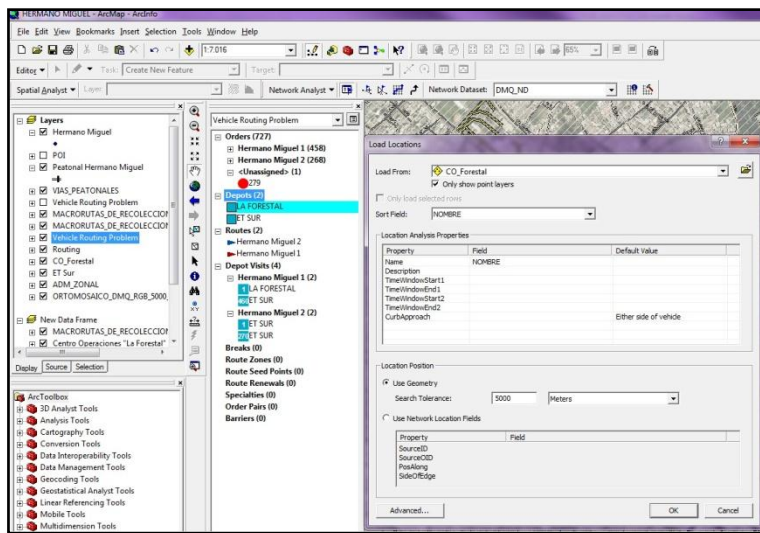 HERMANO MIGUEL - ArcMap - ArcInfo
File Edit View Bookmarks Insert Selection Tools Window Help
1:7.016
65%
Editor Task: Create New Feature Target:
Spatial Analyst Layer: Network Analyst Network Dataset: DMQ_ND
Layers
Hermano Miguel
POI
Peatonal Hermano Miguel
VIAS_PEATONALES
Vehicle Routing Problem
MACRORUTAS_DE_RECOLECCION
MACRORUTAS_DE_RECOLECCION
Vehicle Routing Problem
Routing
CO_Forestal
ET Sur
ADM_ZONAL
ORTOMOSAICO_DMQ_RGB_5000_
New Data Frame
MACRORUTAS_DE_RECOLECCION
Centro Operaciones "La Forestal"
Display Source Selection
ArcToolbox
3D Analyst Tools
Analysis Tools
Cartography Tools
Conversion Tools
Data Interoperability Tools
Data Management Tools
Geocoding Tools
Geostatistical Analyst Tools
Linear Referencing Tools
Mobile Tools
Multidimension Tools
Vehicle Routing Problem
Orders (727)
Hermano Miguel 1 (458)
Hermano Miguel 2 (268)
<Unassigned> (1)
279
Depots (2)
LA FORESTAL
ET SUR
Routes (2)
Hermano Miguel 2
Hermano Miguel 1
Depot Visits (4)
Hermano Miguel 1 (2)
1 LA FORESTAL
460 ET SUR
Hermano Miguel 2 (2)
1 ET SUR
270 ET SUR
Breaks (0)
Route Zones (0)
Route Seed Points (0)
Route Renewals (0)
Specialties (0)
Order Pairs (0)
Barriers (0)
Load Locations
Load From: CO_Forestal
Only show point layers
Only load selected rows
Sort Field: NOMBRE
Location Analysis Properties
Property Field Default Value
Name NOMBRE
Description
TimeWindowStart1
TimeWindowEnd1
TimeWindowStart2
TimeWindowEnd2
CurbApproach Either side of vehicle
Location Position
Use Geometry
Search Tolerance: 5000 Meters
Use Network Location Fields
Property Field
SourceID
SourceOID
PosAlong
SideOfEdge
Advanced... OK Cancel